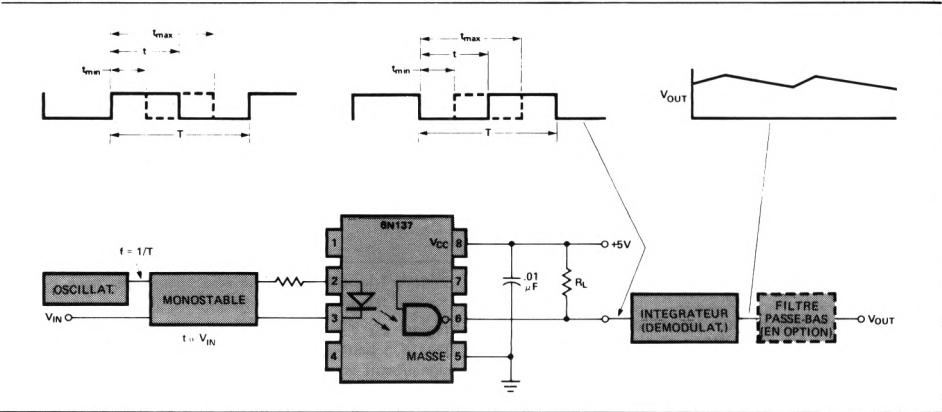 tmax
t
tmin
T
tmax
t
tmin
T
VOUT
6N137
1
VCC 8
2
7
3
6
4
MASSE 5
f = 1/T
OSCILLAT.
MONOSTABLE
VIN
VIN
+5V
.01
µF
RL
INTEGRATEUR
(DEMODULAT.)
FILTRE
PASSE-BAS
(EN OPTION)
VOUT